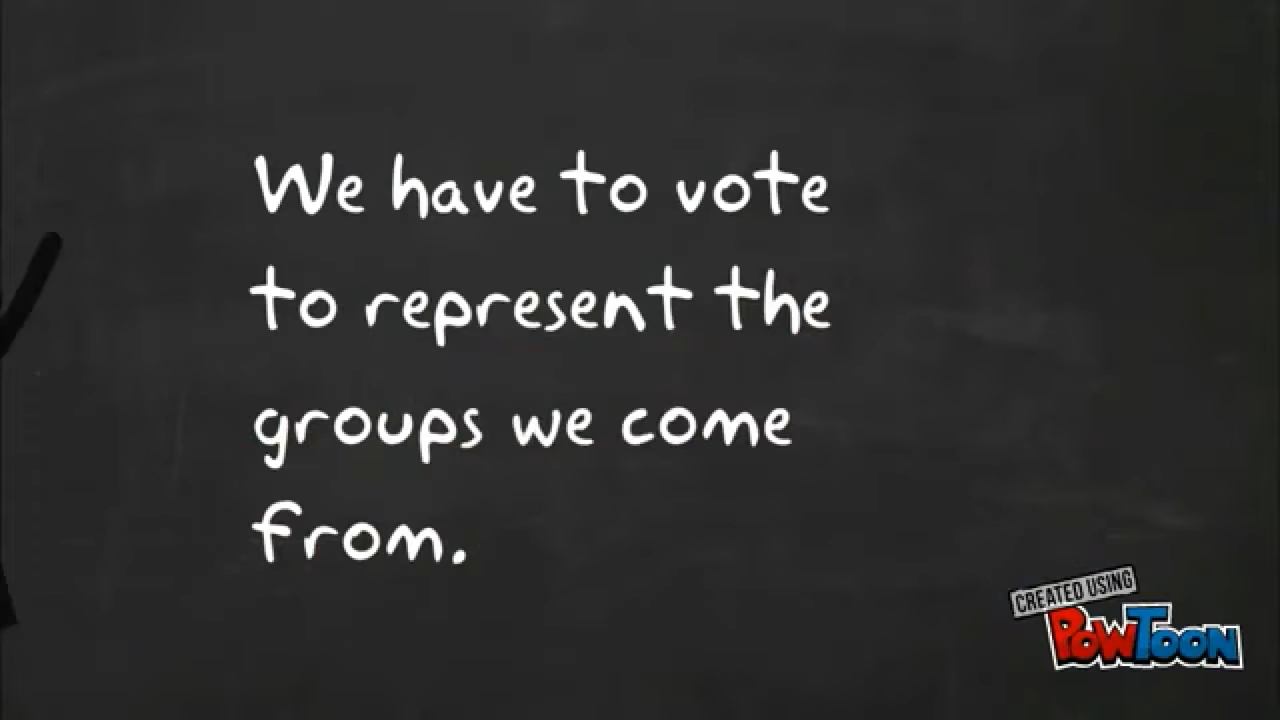 We have to vote
to represent the
groups we come
from.
CREATED USING
POWTOON